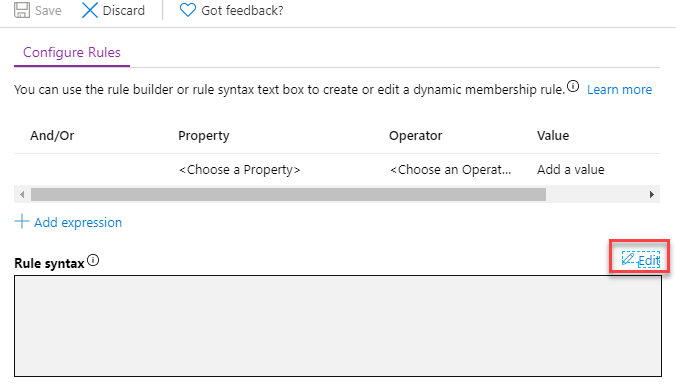 Save Discard Got feedback?
Configure Rules
You can use the rule builder or rule syntax text box to create or edit a dynamic membership rule. Learn more
And/Or Property Operator Value
<Choose a Property> <Choose an Operat... Add a value
Add expression
Rule syntax Edit